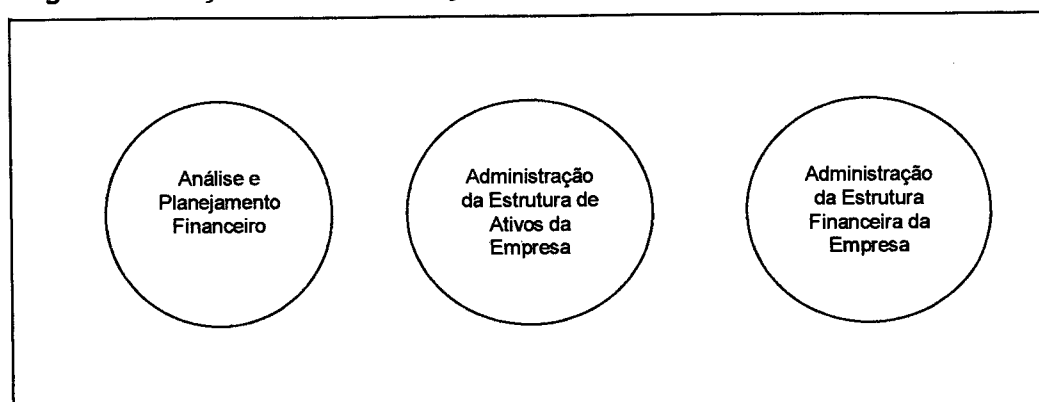 Análise e
Planejamento
Financeiro
Administração
da Estrutura de
Ativos da
Empresa
Administração
da Estrutura
Financeira da
Empresa